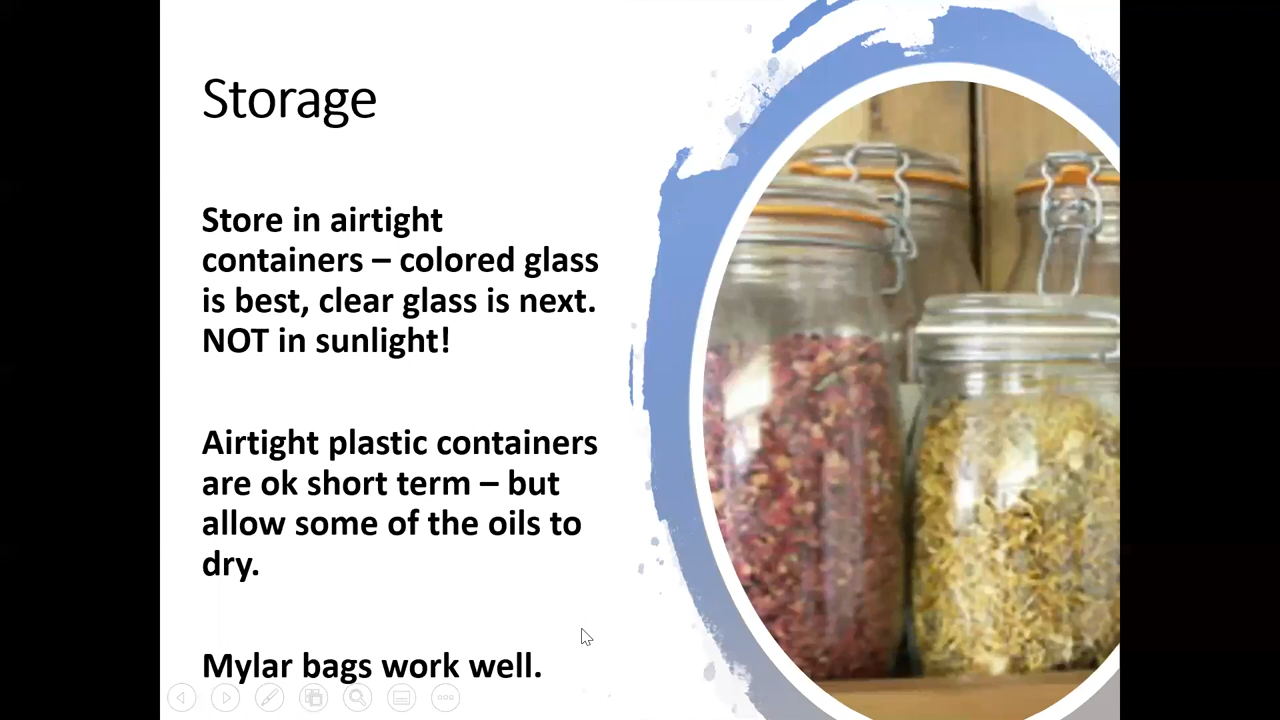 Storage
Store in airtight
containers – colored glass
is best, clear glass is next.
NOT in sunlight!
Airtight plastic containers
are ok short term – but
allow some of the oils to
dry.
Mylar bags work well.